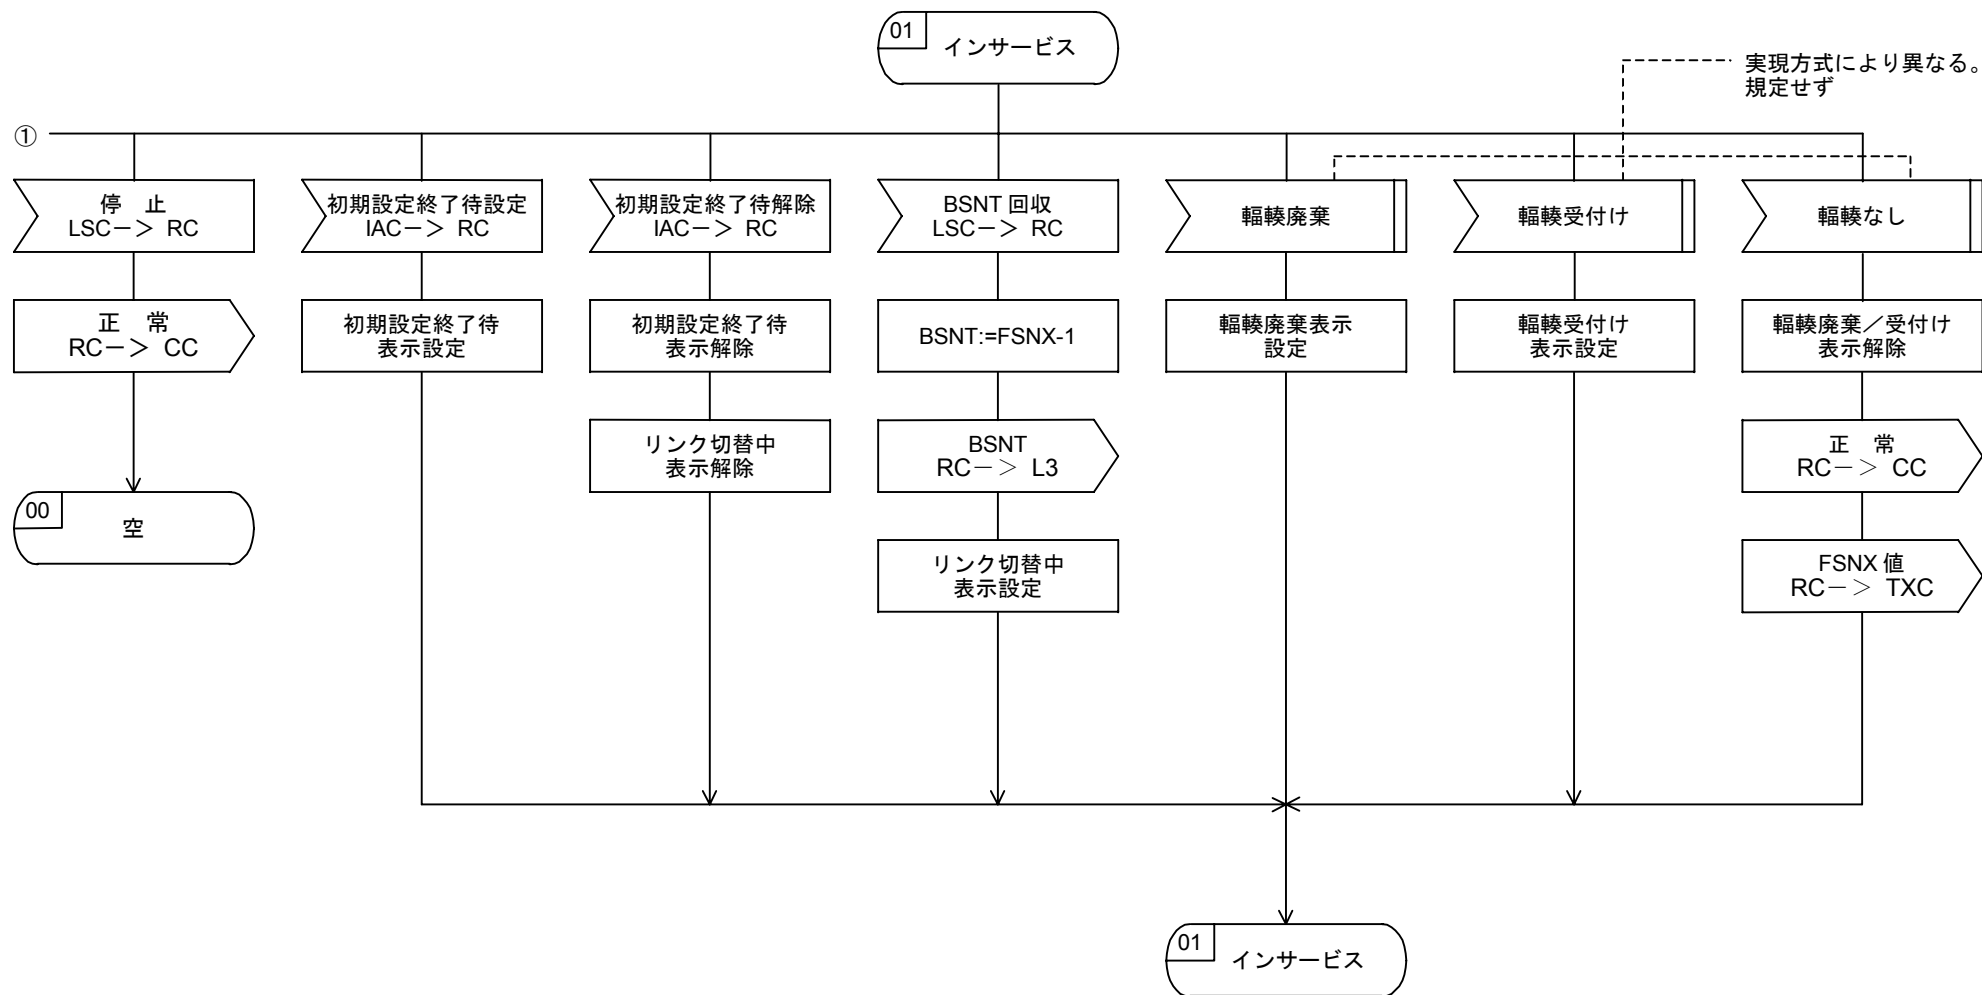 01
インサービス
実現方式により異なる。
規定せず
①
停　止
LSC－＞ RC
初期設定終了待設定
IAC－＞ RC
初期設定終了待解除
IAC－＞ RC
BSNT 回収
LSC－＞ RC
輻輳廃棄
輻輳受付け
輻輳なし
正　常
RC－＞ CC
初期設定終了待
表示設定
初期設定終了待
表示解除
BSNT:=FSNX-1
輻輳廃棄表示
設定
輻輳受付け
表示設定
輻輳廃棄／受付け
表示解除
リンク切替中
表示解除
BSNT
RC－＞ L3
正　常
RC－＞ CC
00
空
リンク切替中
表示設定
FSNX 値
RC－＞ TXC
01
インサービス